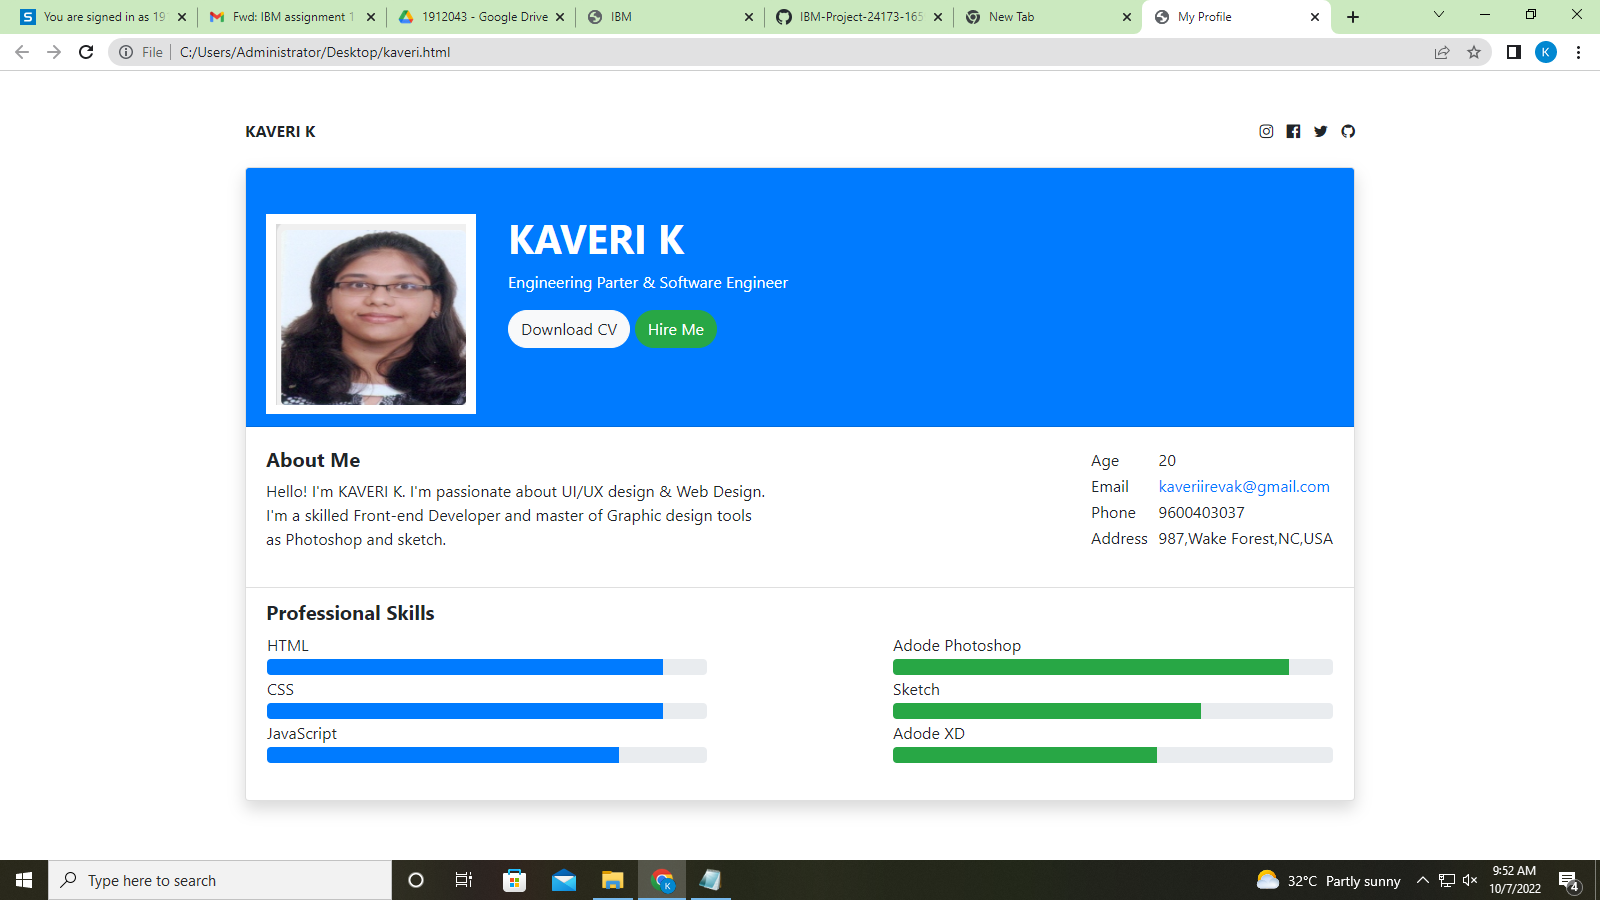 You are signed in as 19
Fwd: IBM assignment 1
1912043 - Google Drive
IBM
IBM-Project-24173-165
New Tab
My Profile
File
C:/Users/Administrator/Desktop/kaveri.html
K
KAVERI K
KAVERI K
Engineering Parter & Software Engineer
Download CV
Hire Me
About Me
Hello! I'm KAVERI K. I'm passionate about UI/UX design & Web Design.
I'm a skilled Front-end Developer and master of Graphic design tools
as Photoshop and sketch.
Age 20
Email kaveriirevak@gmail.com
Phone 9600403037
Address 987,Wake Forest,NC,USA
Professional Skills
HTML
CSS
JavaScript
Adode Photoshop
Sketch
Adode XD
Type here to search
K
32°C Partly sunny
9:52 AM
10/7/2022
4